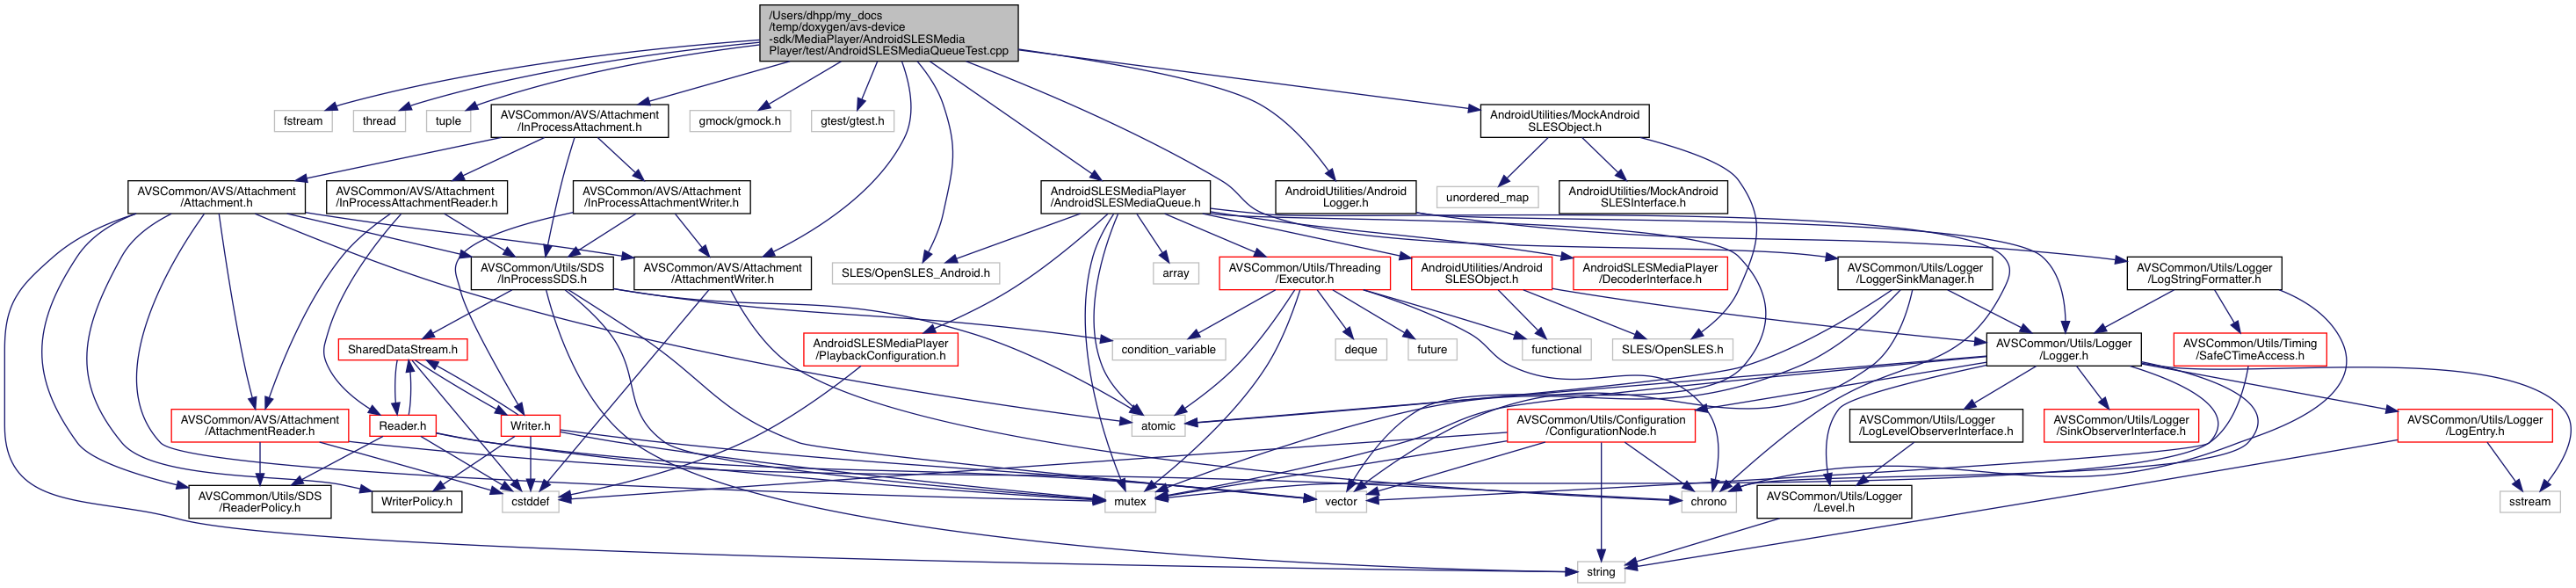 /Users/dhpp/my_docs
/temp/doxygen/avs-device
-sdk/MediaPlayer/AndroidSLESMedia
Player/test/AndroidSLESMediaQueueTest.cpp
fstream
thread
tuple
AVSCommon/AVS/Attachment
/InProcessAttachment.h
gmock/gmock.h
gtest/gtest.h
AndroidUtilities/MockAndroid
SLESObject.h
AVSCommon/AVS/Attachment
/Attachment.h
AVSCommon/AVS/Attachment
/InProcessAttachmentReader.h
AVSCommon/AVS/Attachment
/InProcessAttachmentWriter.h
AndroidSLESMediaPlayer
/AndroidSLESMediaQueue.h
AndroidUtilities/Android
Logger.h
unordered_map
AndroidUtilities/MockAndroid
SLESInterface.h
AVSCommon/Utils/SDS
/InProcessSDS.h
AVSCommon/AVS/Attachment
/AttachmentWriter.h
SLES/OpenSLES_Android.h
array
AVSCommon/Utils/Threading
/Executor.h
AndroidUtilities/Android
SLESObject.h
AndroidSLESMediaPlayer
/DecoderInterface.h
AVSCommon/Utils/Logger
/LoggerSinkManager.h
AVSCommon/Utils/Logger
/LogStringFormatter.h
SharedDataStream.h
AndroidSLESMediaPlayer
/PlaybackConfiguration.h
condition_variable
deque
future
functional
SLES/OpenSLES.h
AVSCommon/Utils/Logger
/Logger.h
AVSCommon/Utils/Timing
/SafeCTimeAccess.h
AVSCommon/AVS/Attachment
/AttachmentReader.h
Reader.h
Writer.h
atomic
AVSCommon/Utils/Configuration
/ConfigurationNode.h
AVSCommon/Utils/Logger
/LogLevelObserverInterface.h
AVSCommon/Utils/Logger
/SinkObserverInterface.h
AVSCommon/Utils/Logger
/LogEntry.h
AVSCommon/Utils/SDS
/ReaderPolicy.h
WriterPolicy.h
cstddef
mutex
vector
chrono
AVSCommon/Utils/Logger
/Level.h
sstream
string